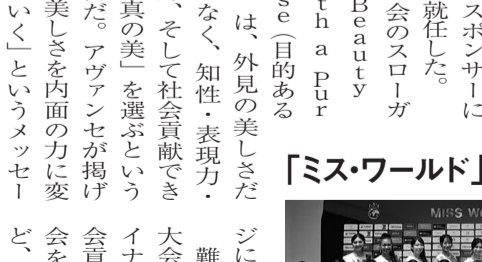 スポンサーに
就任した。
会のスローガ
Beauty
th a Pur
se(目的ある
は、外見の美しさだ
なく、知性・表現力・
、そして社会貢献でき
真の美」を選ぶという
だ。アヴァンセが掲げ
美しさを内面の力に変
いく」というメッセー
「ミス・ワールド」
MISS W
ジに
難
大会
イナ
会貢
会を
ど、